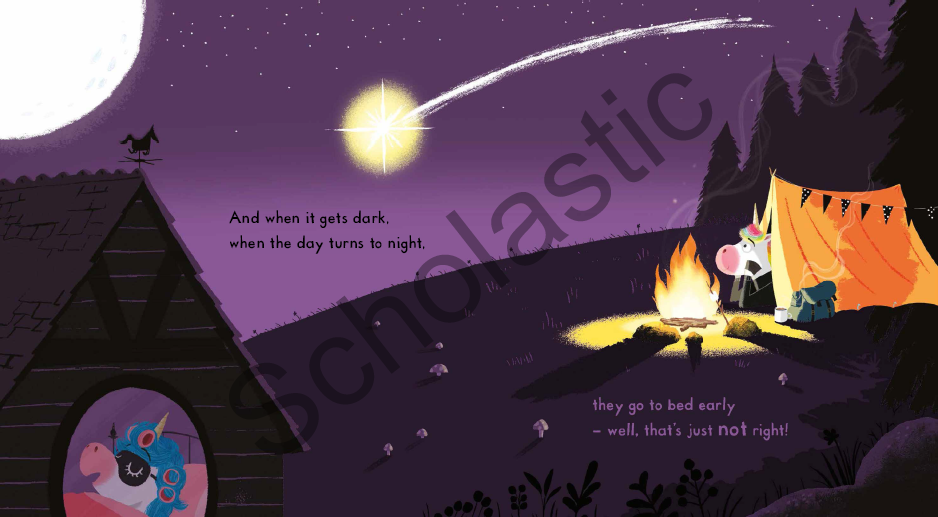 And when it gets dark,
when the day turns to night,
Scholastic
they go to bed early
– well, that's just not right!